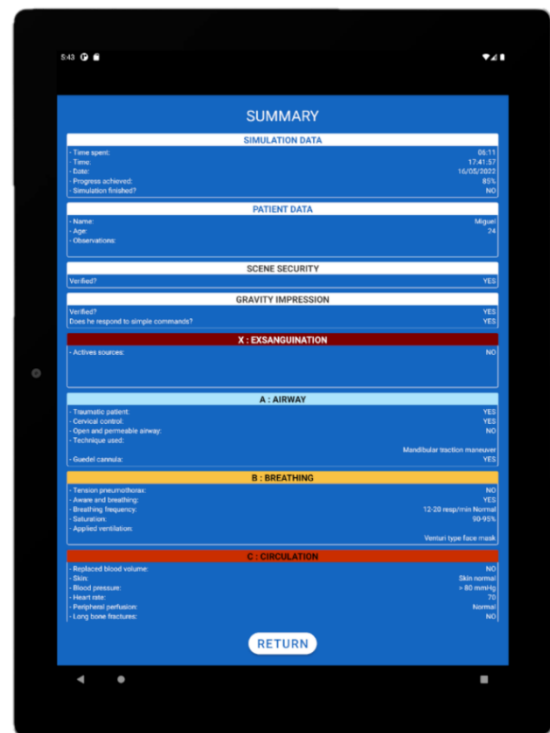 5:43
SUMMARY
SIMULATION DATA
- Time spent: 06:11
- Time: 17:41:57
- Date: 16/05/2022
- Progress achieved: 85%
- Simulation finished? NO
PATIENT DATA
- Name: Miguel
- Age: 24
- Observations:
SCENE SECURITY
Verified? YES
GRAVITY IMPRESSION
Verified? YES
Does he respond to simple commands? YES
X : EXSANGUINATION
- Actives sources: NO
A : AIRWAY
- Traumatic patient: YES
- Cervical control: YES
- Open and permeable airway: NO
- Technique used:
Mandibular traction maneuver
- Guedel cannula: YES
B : BREATHING
- Tension pneumothorax: NO
- Aware and breathing: YES
- Breathing frequency: 12-20 resp/min Normal
- Saturation: 90-95%
- Applied ventilation:
Venturi type face mask
C : CIRCULATION
- Replaced blood volume: NO
- Skin: Skin normal
- Blood pressure: > 80 mmHg
- Heart rate: 70
- Peripheral perfusion: Normal
- Long bone fractures: NO
RETURN